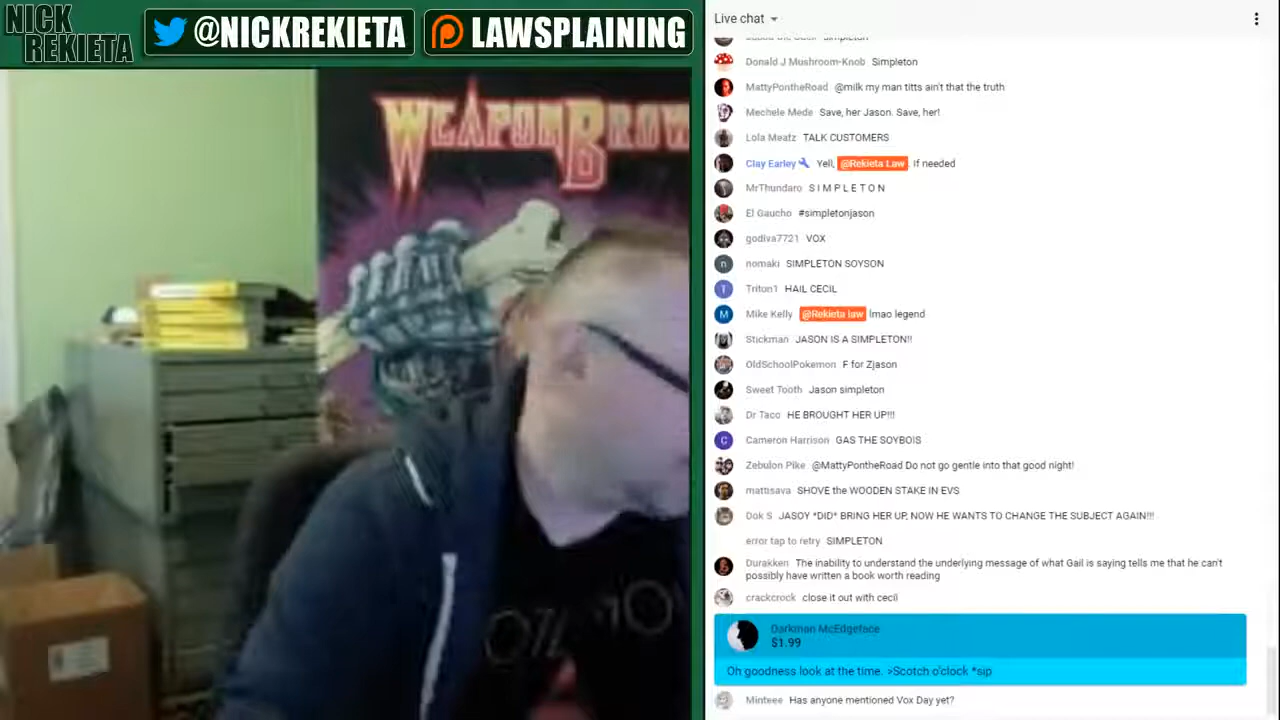 NICK
REKIETA
@NICKREKIETA
LAWSPLAINING
WEAPON BROW
Live chat
Simpleton
Donald J Mushroom-Knob Simpleton
MattyPontheRoad @milk my man titts ain't that the truth
Mechele Mede Save, her Jason. Save, her!
Lola Meatz TALK CUSTOMERS
Clay Earley Yell, @Rekieta Law If needed
MrThundaro S I M P L E T O N
El Gaucho #simpletonjason
godiva7721 VOX
n nomaki SIMPLETON SOYSON
T Triton1 HAIL CECIL
M Mike Kelly @Rekieta law lmao legend
Stickman JASON IS A SIMPLETON!!
OldSchoolPokemon F for Zjason
Sweet Tooth Jason simpleton
Dr Taco HE BROUGHT HER UP!!!
C Cameron Harrison GAS THE SOYBOIS
Zebulon Pike @MattyPontheRoad Do not go gentle into that good night!
mattisava SHOVE the WOODEN STAKE IN EVS
Dok S JASOY *DID* BRING HER UP, NOW HE WANTS TO CHANGE THE SUBJECT AGAIN!!!
error tap to retry SIMPLETON
Durakken The inability to understand the underlying message of what Gail is saying tells me that he can't
possibly have written a book worth reading
crackcrock close it out with cecil
Darkman McEdgeface
$1.99
Oh goodness look at the time. >Scotch o'clock *sip
Minteee Has anyone mentioned Vox Day yet?